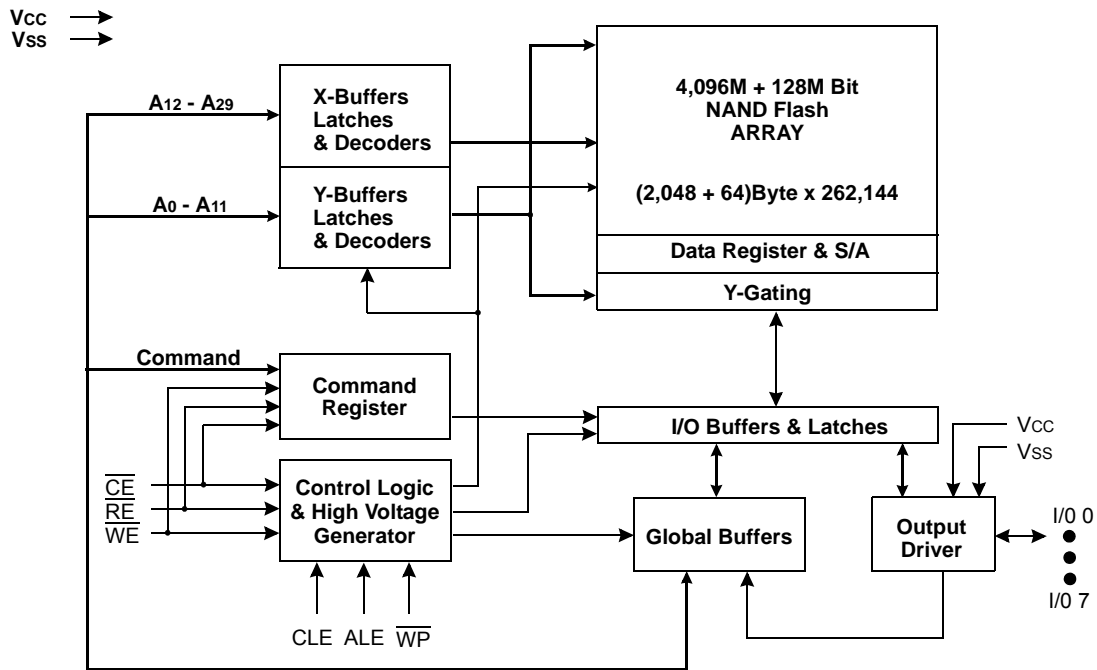 VCC
VSS
A12 - A29
X-Buffers
Latches
& Decoders
A0 - A11
Y-Buffers
Latches
& Decoders
4,096M + 128M Bit
NAND Flash
ARRAY
(2,048 + 64)Byte x 262,144
Data Register & S/A
Y-Gating
Command
Command
Register
I/O Buffers & Latches
VCC
VSS
CE
RE
WE
Control Logic
& High Voltage
Generator
Global Buffers
Output
Driver
I/0 0
I/0 7
CLE
ALE
WP